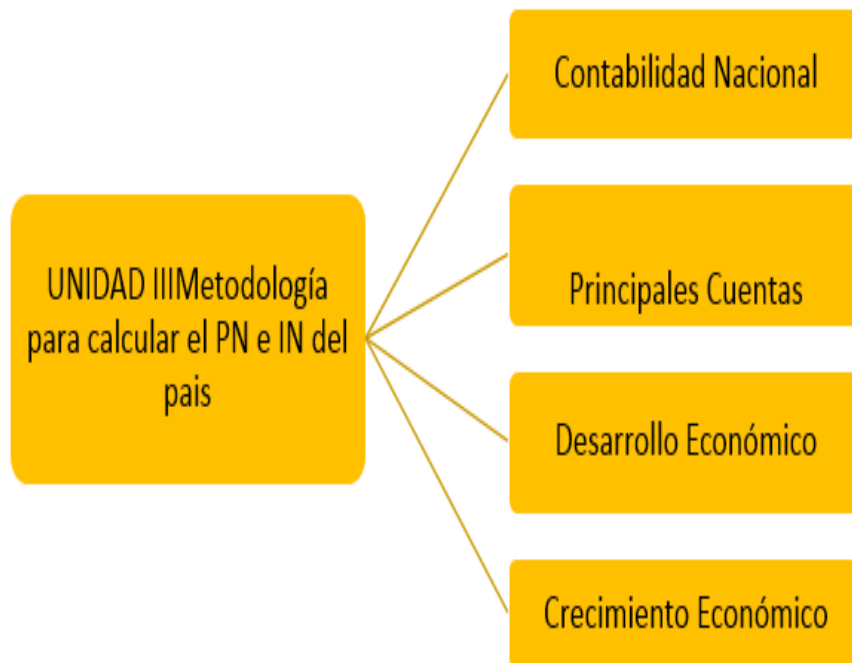 UNIDAD IIIMetodología
para calcular el PN e IN del
pais
Contabilidad Nacional
Principales Cuentas
Desarrollo Económico
Crecimiento Económico